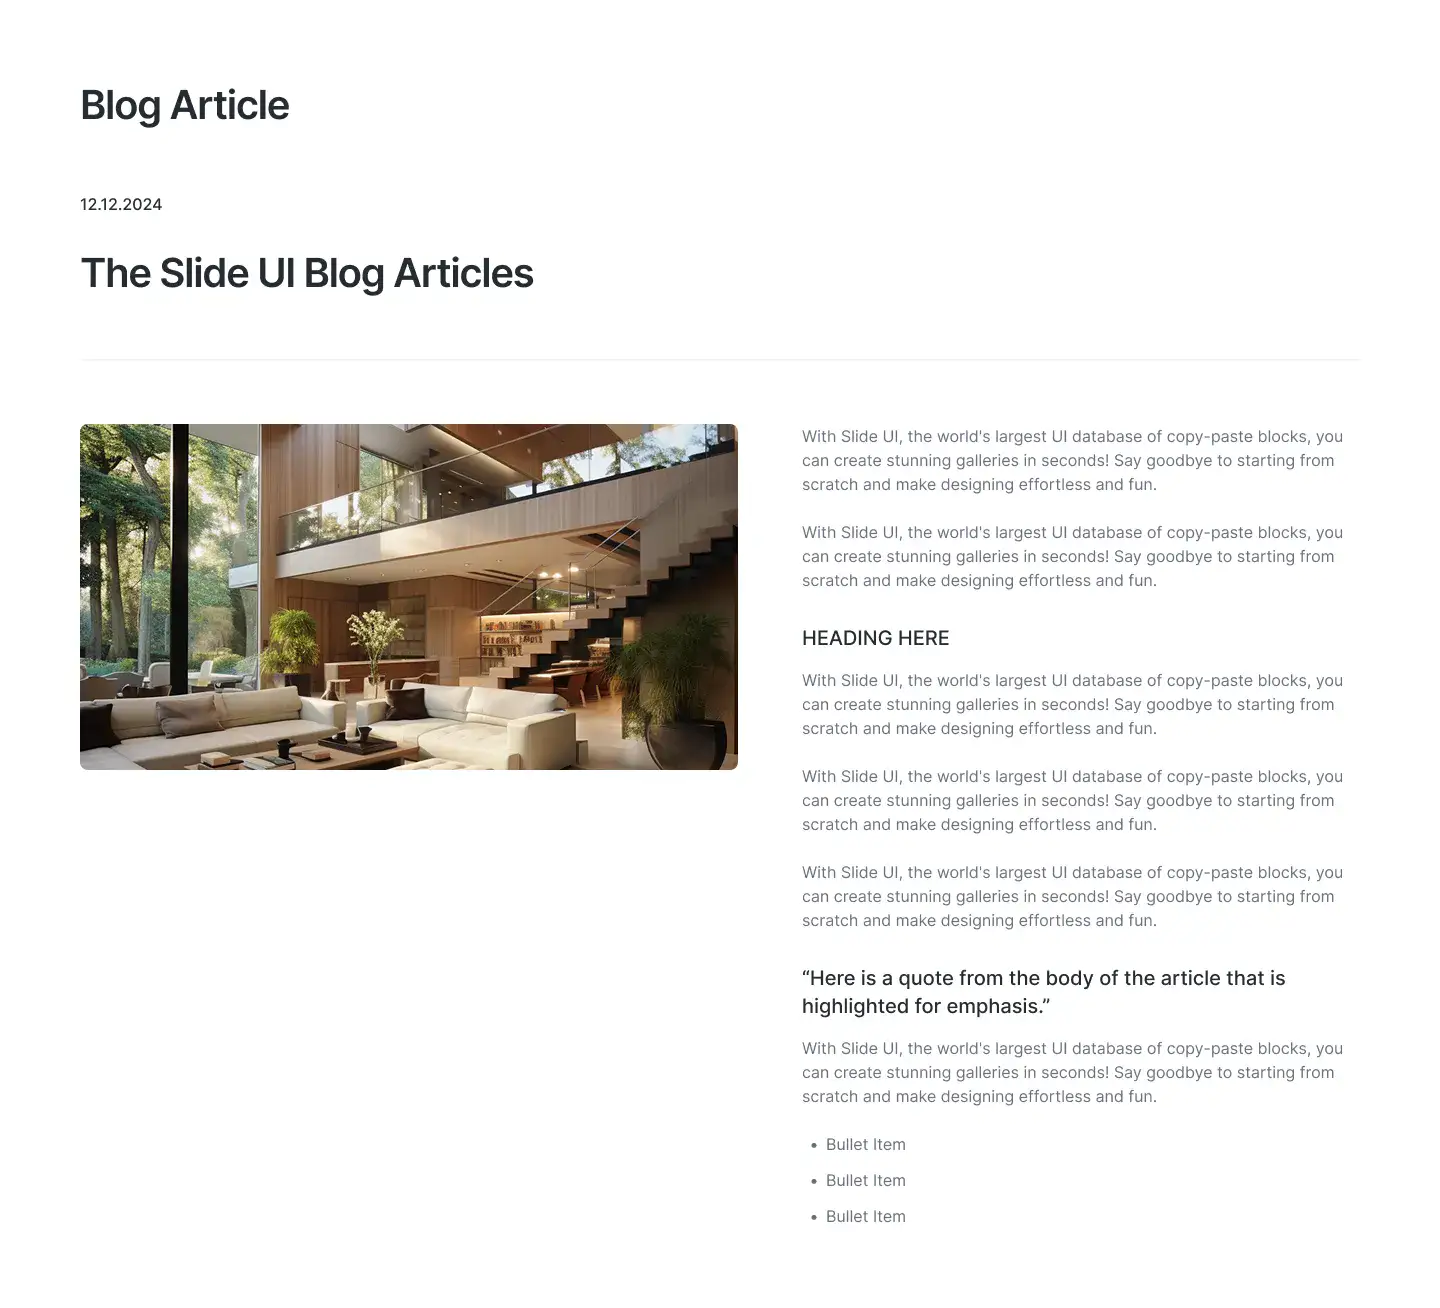 Blog Article
12.12.2024
The Slide UI Blog Articles
With Slide UI, the world's largest UI database of copy-paste blocks, you
can create stunning galleries in seconds! Say goodbye to starting from
scratch and make designing effortless and fun.
With Slide UI, the world's largest UI database of copy-paste blocks, you
can create stunning galleries in seconds! Say goodbye to starting from
scratch and make designing effortless and fun.
HEADING HERE
With Slide UI, the world's largest UI database of copy-paste blocks, you
can create stunning galleries in seconds! Say goodbye to starting from
scratch and make designing effortless and fun.
With Slide UI, the world's largest UI database of copy-paste blocks, you
can create stunning galleries in seconds! Say goodbye to starting from
scratch and make designing effortless and fun.
With Slide UI, the world's largest UI database of copy-paste blocks, you
can create stunning galleries in seconds! Say goodbye to starting from
scratch and make designing effortless and fun.
“Here is a quote from the body of the article that is
highlighted for emphasis.”
With Slide UI, the world's largest UI database of copy-paste blocks, you
can create stunning galleries in seconds! Say goodbye to starting from
scratch and make designing effortless and fun.
• Bullet Item
• Bullet Item
• Bullet Item